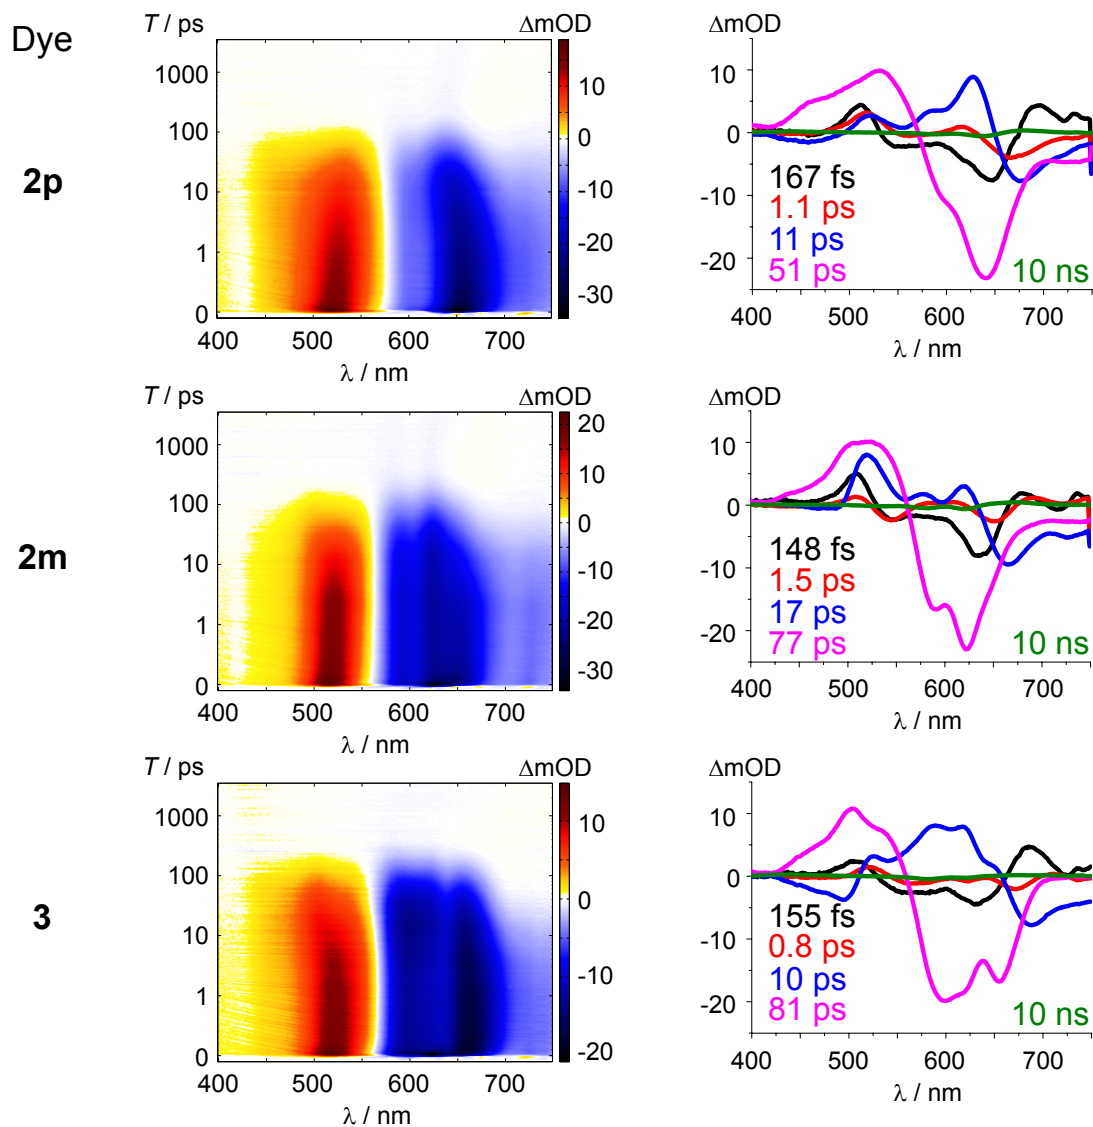 Dye
T / ps
ΔmOD
ΔmOD
2p
1000
100
10
1
0
400
500
600
700
λ / nm
10
0
-10
-20
-30
10
0
-10
-20
167 fs
1.1 ps
11 ps
51 ps
10 ns
400
500
600
700
λ / nm
T / ps
ΔmOD
ΔmOD
2m
1000
100
10
1
0
400
500
600
700
λ / nm
20
10
0
-10
-20
-30
10
0
-10
-20
148 fs
1.5 ps
17 ps
77 ps
10 ns
400
500
600
700
λ / nm
T / ps
ΔmOD
ΔmOD
3
1000
100
10
1
0
400
500
600
700
λ / nm
10
0
-10
-20
10
0
-10
-20
155 fs
0.8 ps
10 ps
81 ps
10 ns
400
500
600
700
λ / nm